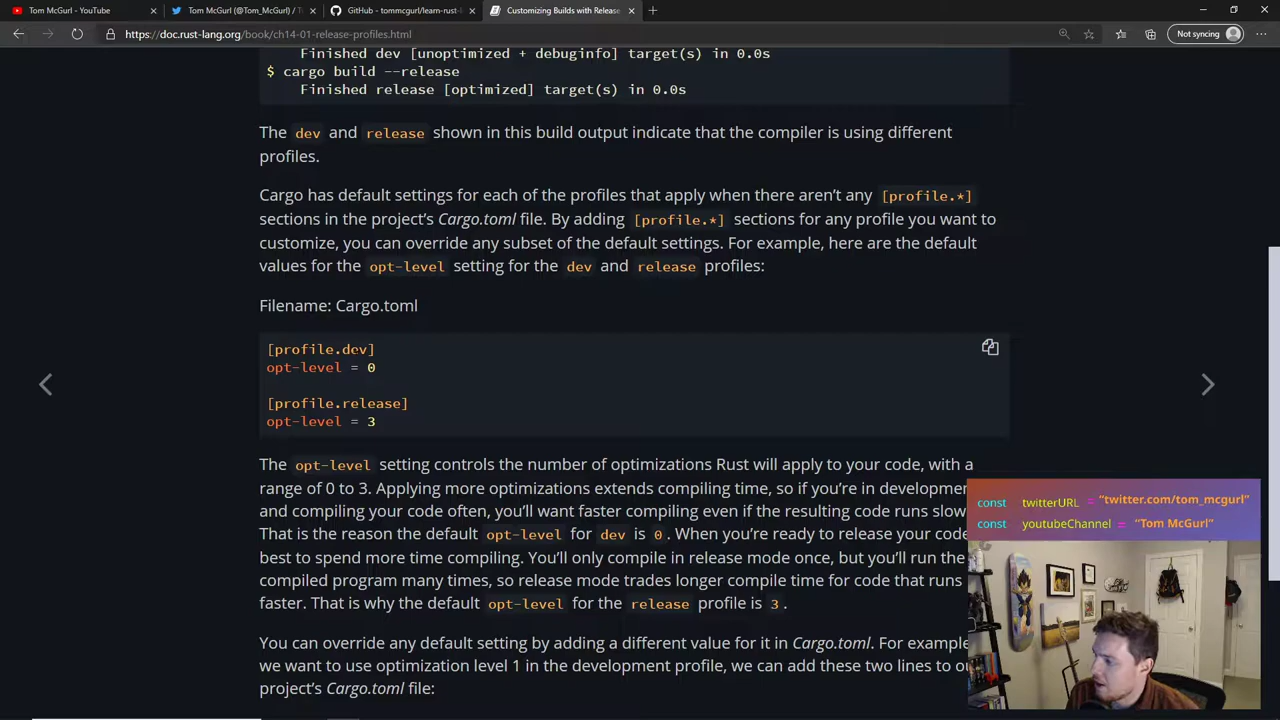 Tom McGurl - YouTube
Tom McGurl (@Tom_McGurl) / T
GitHub - tommcgurl/learn-rust-l
Customizing Builds with Release
https://doc.rust-lang.org/book/ch14-01-release-profiles.html
Not syncing
Finished dev [unoptimized + debuginfo] target(s) in 0.0s
$ cargo build --release
Finished release [optimized] target(s) in 0.0s
The dev and release shown in this build output indicate that the compiler is using different
profiles.
Cargo has default settings for each of the profiles that apply when there aren't any [profile.*]
sections in the project's Cargo.toml file. By adding [profile.*] sections for any profile you want to
customize, you can override any subset of the default settings. For example, here are the default
values for the opt-level setting for the dev and release profiles:
Filename: Cargo.toml
[profile.dev]
opt-level = 0
[profile.release]
opt-level = 3
The opt-level setting controls the number of optimizations Rust will apply to your code, with a
range of 0 to 3. Applying more optimizations extends compiling time, so if you're in developmen
and compiling your code often, you'll want faster compiling even if the resulting code runs slow
That is the reason the default opt-level for dev is 0. When you're ready to release your code
best to spend more time compiling. You'll only compile in release mode once, but you'll run the
compiled program many times, so release mode trades longer compile time for code that runs
faster. That is why the default opt-level for the release profile is 3.
You can override any default setting by adding a different value for it in Cargo.toml. For example
we want to use optimization level 1 in the development profile, we can add these two lines to ou
project's Cargo.toml file:
const twitterURL = "twitter.com/tom_mcgurl"
const youtubeChannel = "Tom McGurl"